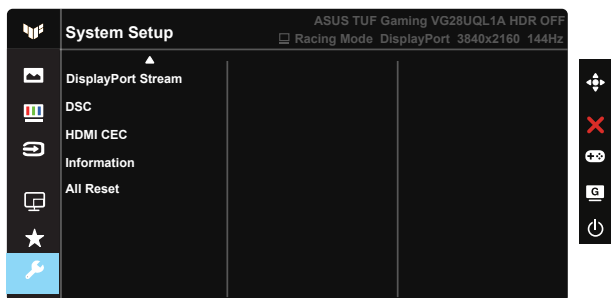 System Setup
ASUS TUF Gaming VG28UQL1A HDR OFF
Racing Mode DisplayPort 3840x2160 144Hz
DisplayPort Stream
DSC
HDMI CEC
Information
All Reset
G